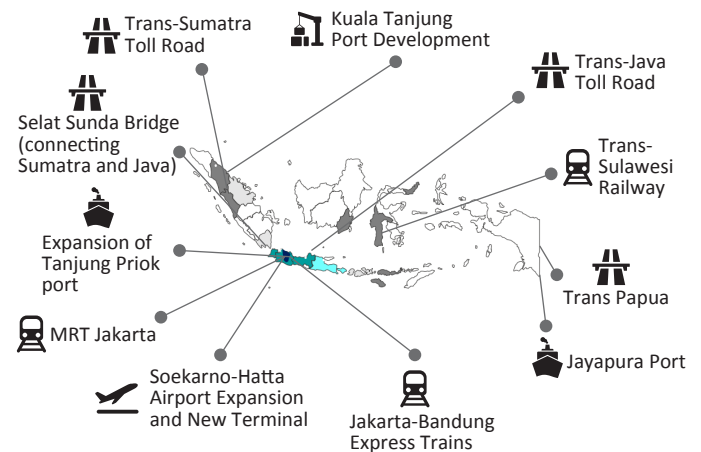 Trans-Sumatra
Toll Road
Kuala Tanjung
Port Development
Trans-Java
Toll Road
Selat Sunda Bridge
(connecting
Sumatra and Java)
Trans-
Sulawesi
Railway
Expansion of
Tanjung Priok
port
Trans Papua
MRT Jakarta
Jayapura Port
Soekarno-Hatta
Airport Expansion
and New Terminal
Jakarta-Bandung
Express Trains